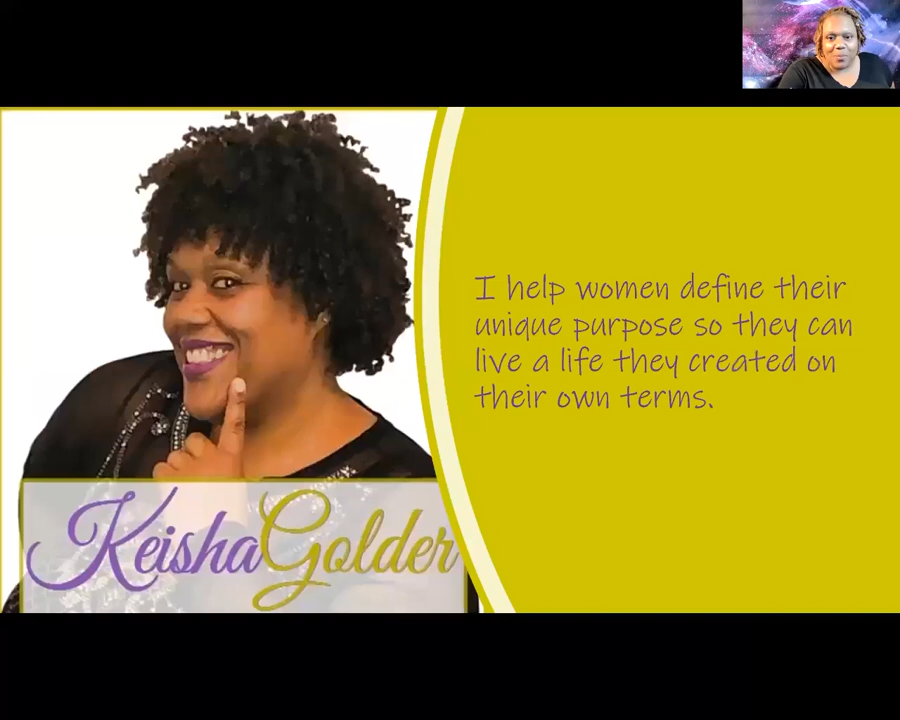 I help women define their
unique purpose so they can
live a life they created on
their own terms.
KeishaGolder